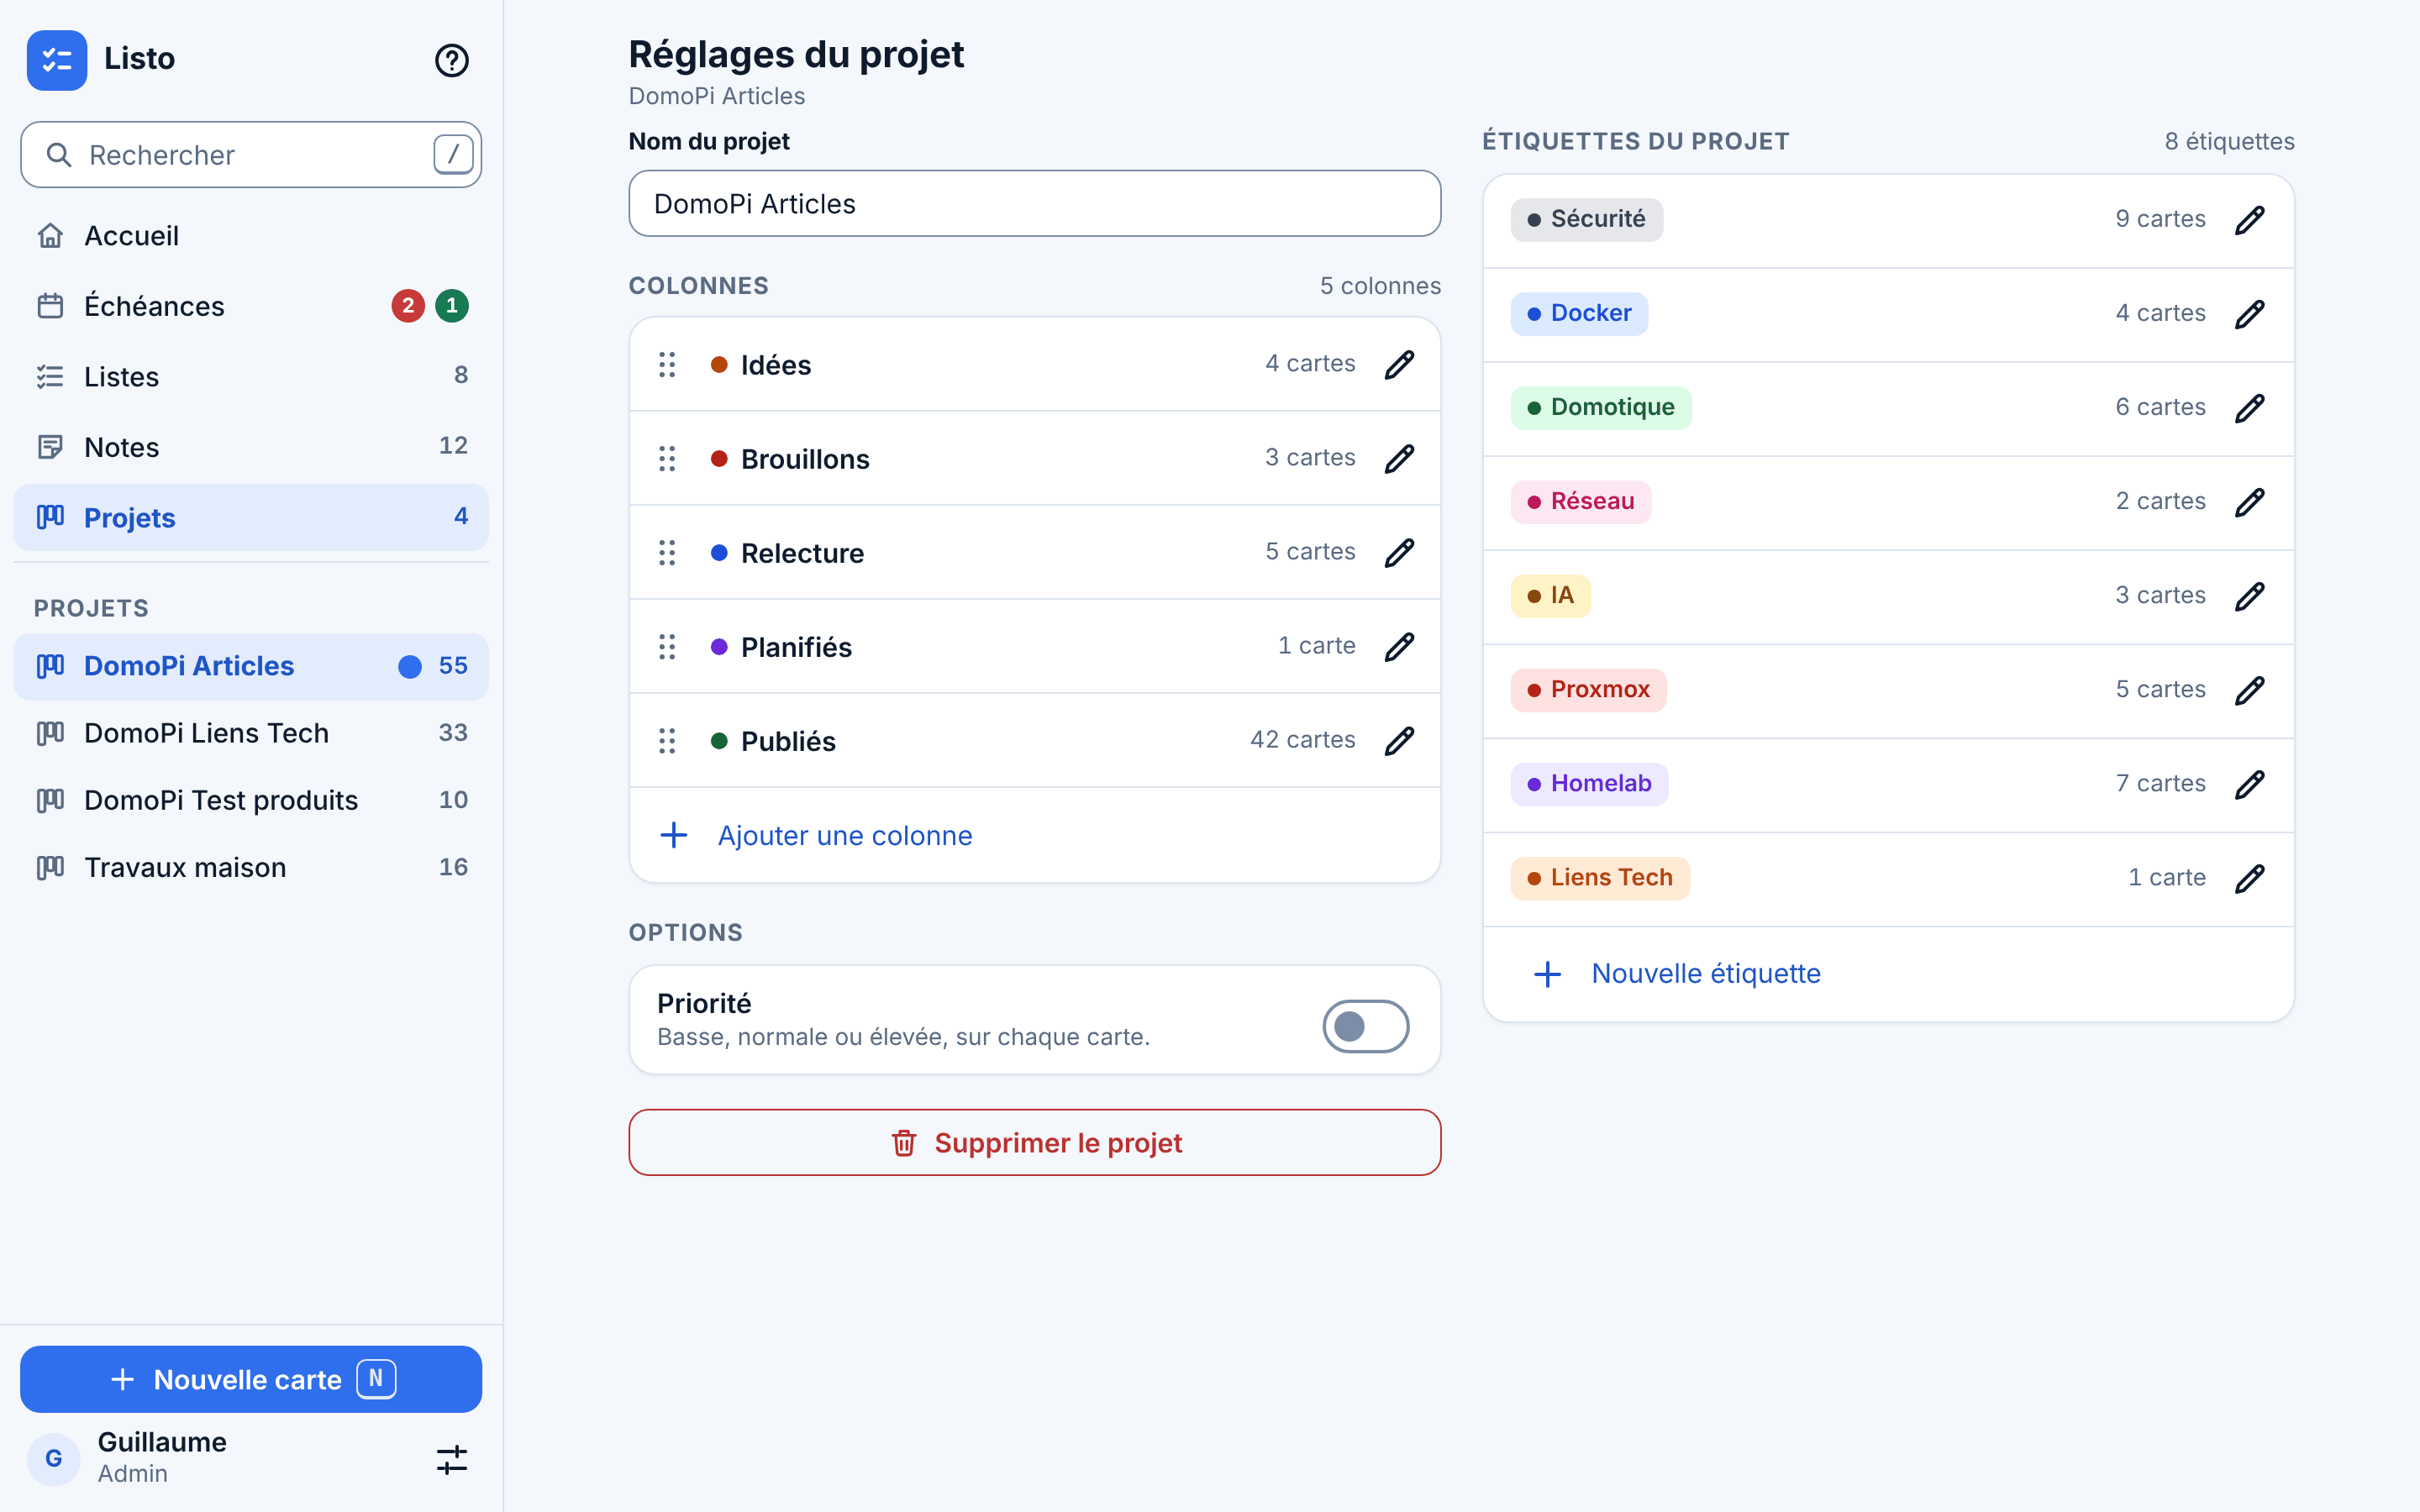 Listo
Rechercher /
Accueil
Échéances 2 1
Listes 8
Notes 12
Projets 4
PROJETS
DomoPi Articles 55
DomoPi Liens Tech 33
DomoPi Test produits 10
Travaux maison 16
Nouvelle carte N
G Guillaume
Admin
Réglages du projet
DomoPi Articles
Nom du projet
DomoPi Articles
COLONNES 5 colonnes
Idées 4 cartes
Brouillons 3 cartes
Relecture 5 cartes
Planifiés 1 carte
Publiés 42 cartes
Ajouter une colonne
OPTIONS
Priorité
Basse, normale ou élevée, sur chaque carte.
Supprimer le projet
ÉTIQUETTES DU PROJET 8 étiquettes
Sécurité 9 cartes
Docker 4 cartes
Domotique 6 cartes
Réseau 2 cartes
IA 3 cartes
Proxmox 5 cartes
Homelab 7 cartes
Liens Tech 1 carte
Nouvelle étiquette